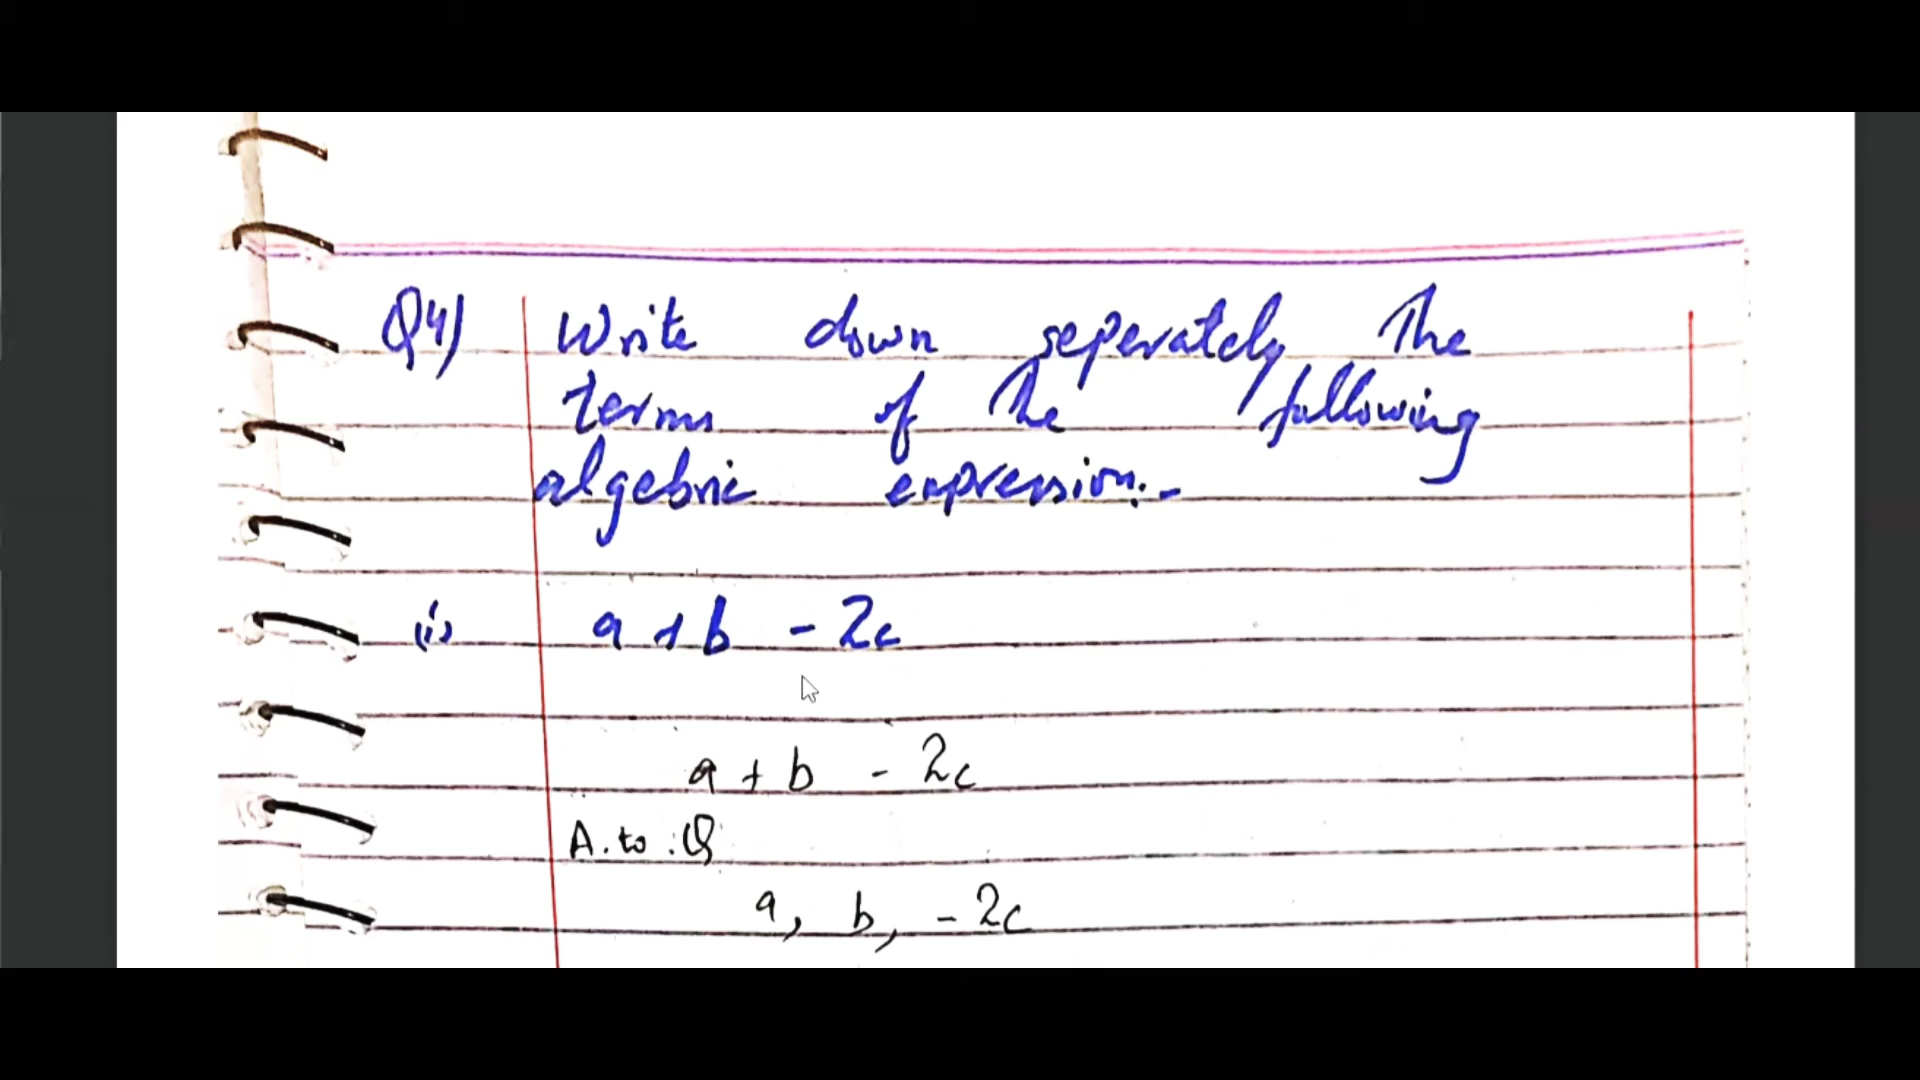 Q4) Write down seperately the
terms of the following
algebric expression:-
(i) a + b - 2c
a + b - 2c
A. to : Q
a, b, - 2c